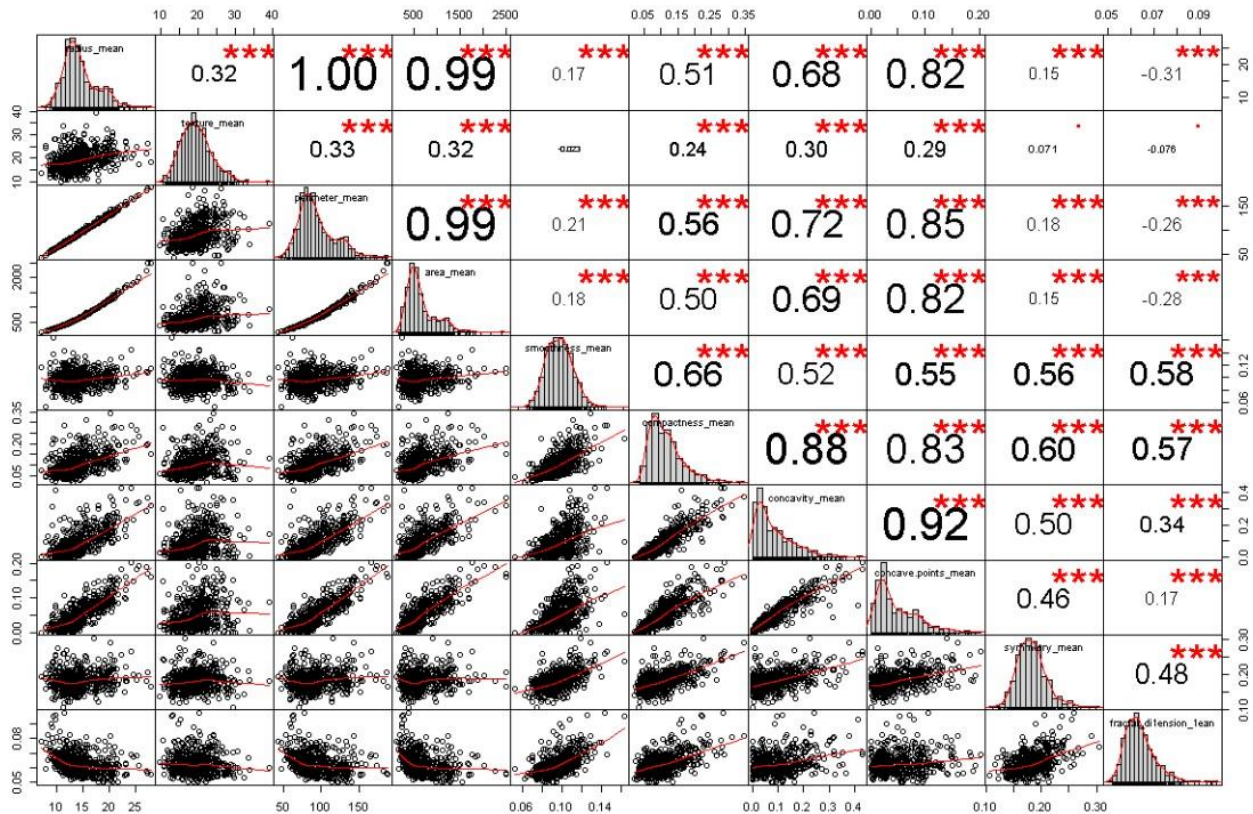 10 20 30 40 500 1500 2500 0.05 0.15 0.25 0.35 0.00 0.10 0.20 0.05 0.07 0.09
radius_mean 0.32 *** 1.00 *** 0.99 *** 0.17 *** 0.51 *** 0.68 *** 0.82 *** 0.15 *** -0.31 *** 10 20
10 20 30 40 texture_mean 0.33 *** 0.32 *** -0.023 0.24 *** 0.30 *** 0.29 *** 0.071 . -0.076 .
perimeter_mean 0.99 *** 0.21 *** 0.56 *** 0.72 *** 0.85 *** 0.18 *** -0.26 *** 50 150
500 2000 area_mean 0.18 *** 0.50 *** 0.69 *** 0.82 *** 0.15 *** -0.28 ***
smoothness_mean 0.66 *** 0.52 *** 0.55 *** 0.56 *** 0.58 *** 0.06 0.12
0.05 0.15 0.20 0.35 compactness_mean 0.88 *** 0.83 *** 0.60 *** 0.57 ***
concavity_mean 0.92 *** 0.50 *** 0.34 *** 0.0 0.2 0.4
0.00 0.10 0.20 concave.points_mean 0.46 *** 0.17 ***
symmetry_mean 0.48 *** 0.10 0.20 0.30
0.05 0.08 fractal_di1ension_1ean
10 15 20 25 50 100 150 0.06 0.10 0.14 0.0 0.1 0.2 0.3 0.4 0.10 0.20 0.30